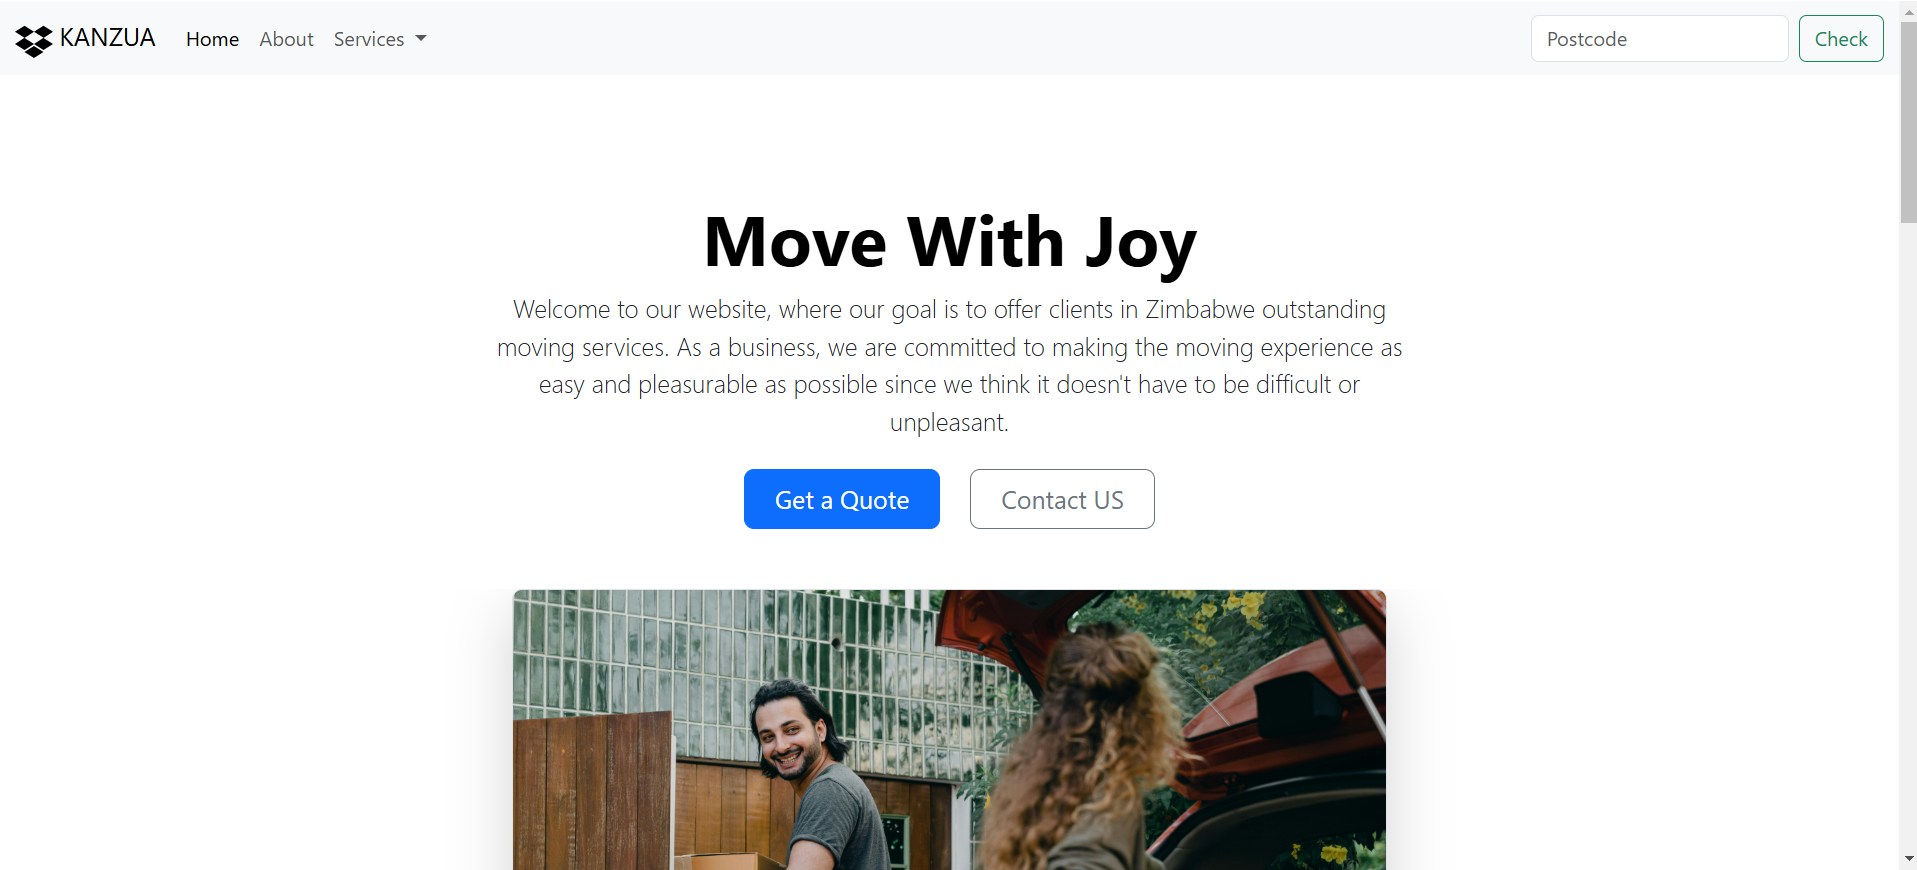 KANZUA Home About Services Postcode Check
Move With Joy
Welcome to our website, where our goal is to offer clients in Zimbabwe outstanding
moving services. As a business, we are committed to making the moving experience as
easy and pleasurable as possible since we think it doesn't have to be difficult or
unpleasant.
Get a Quote Contact US